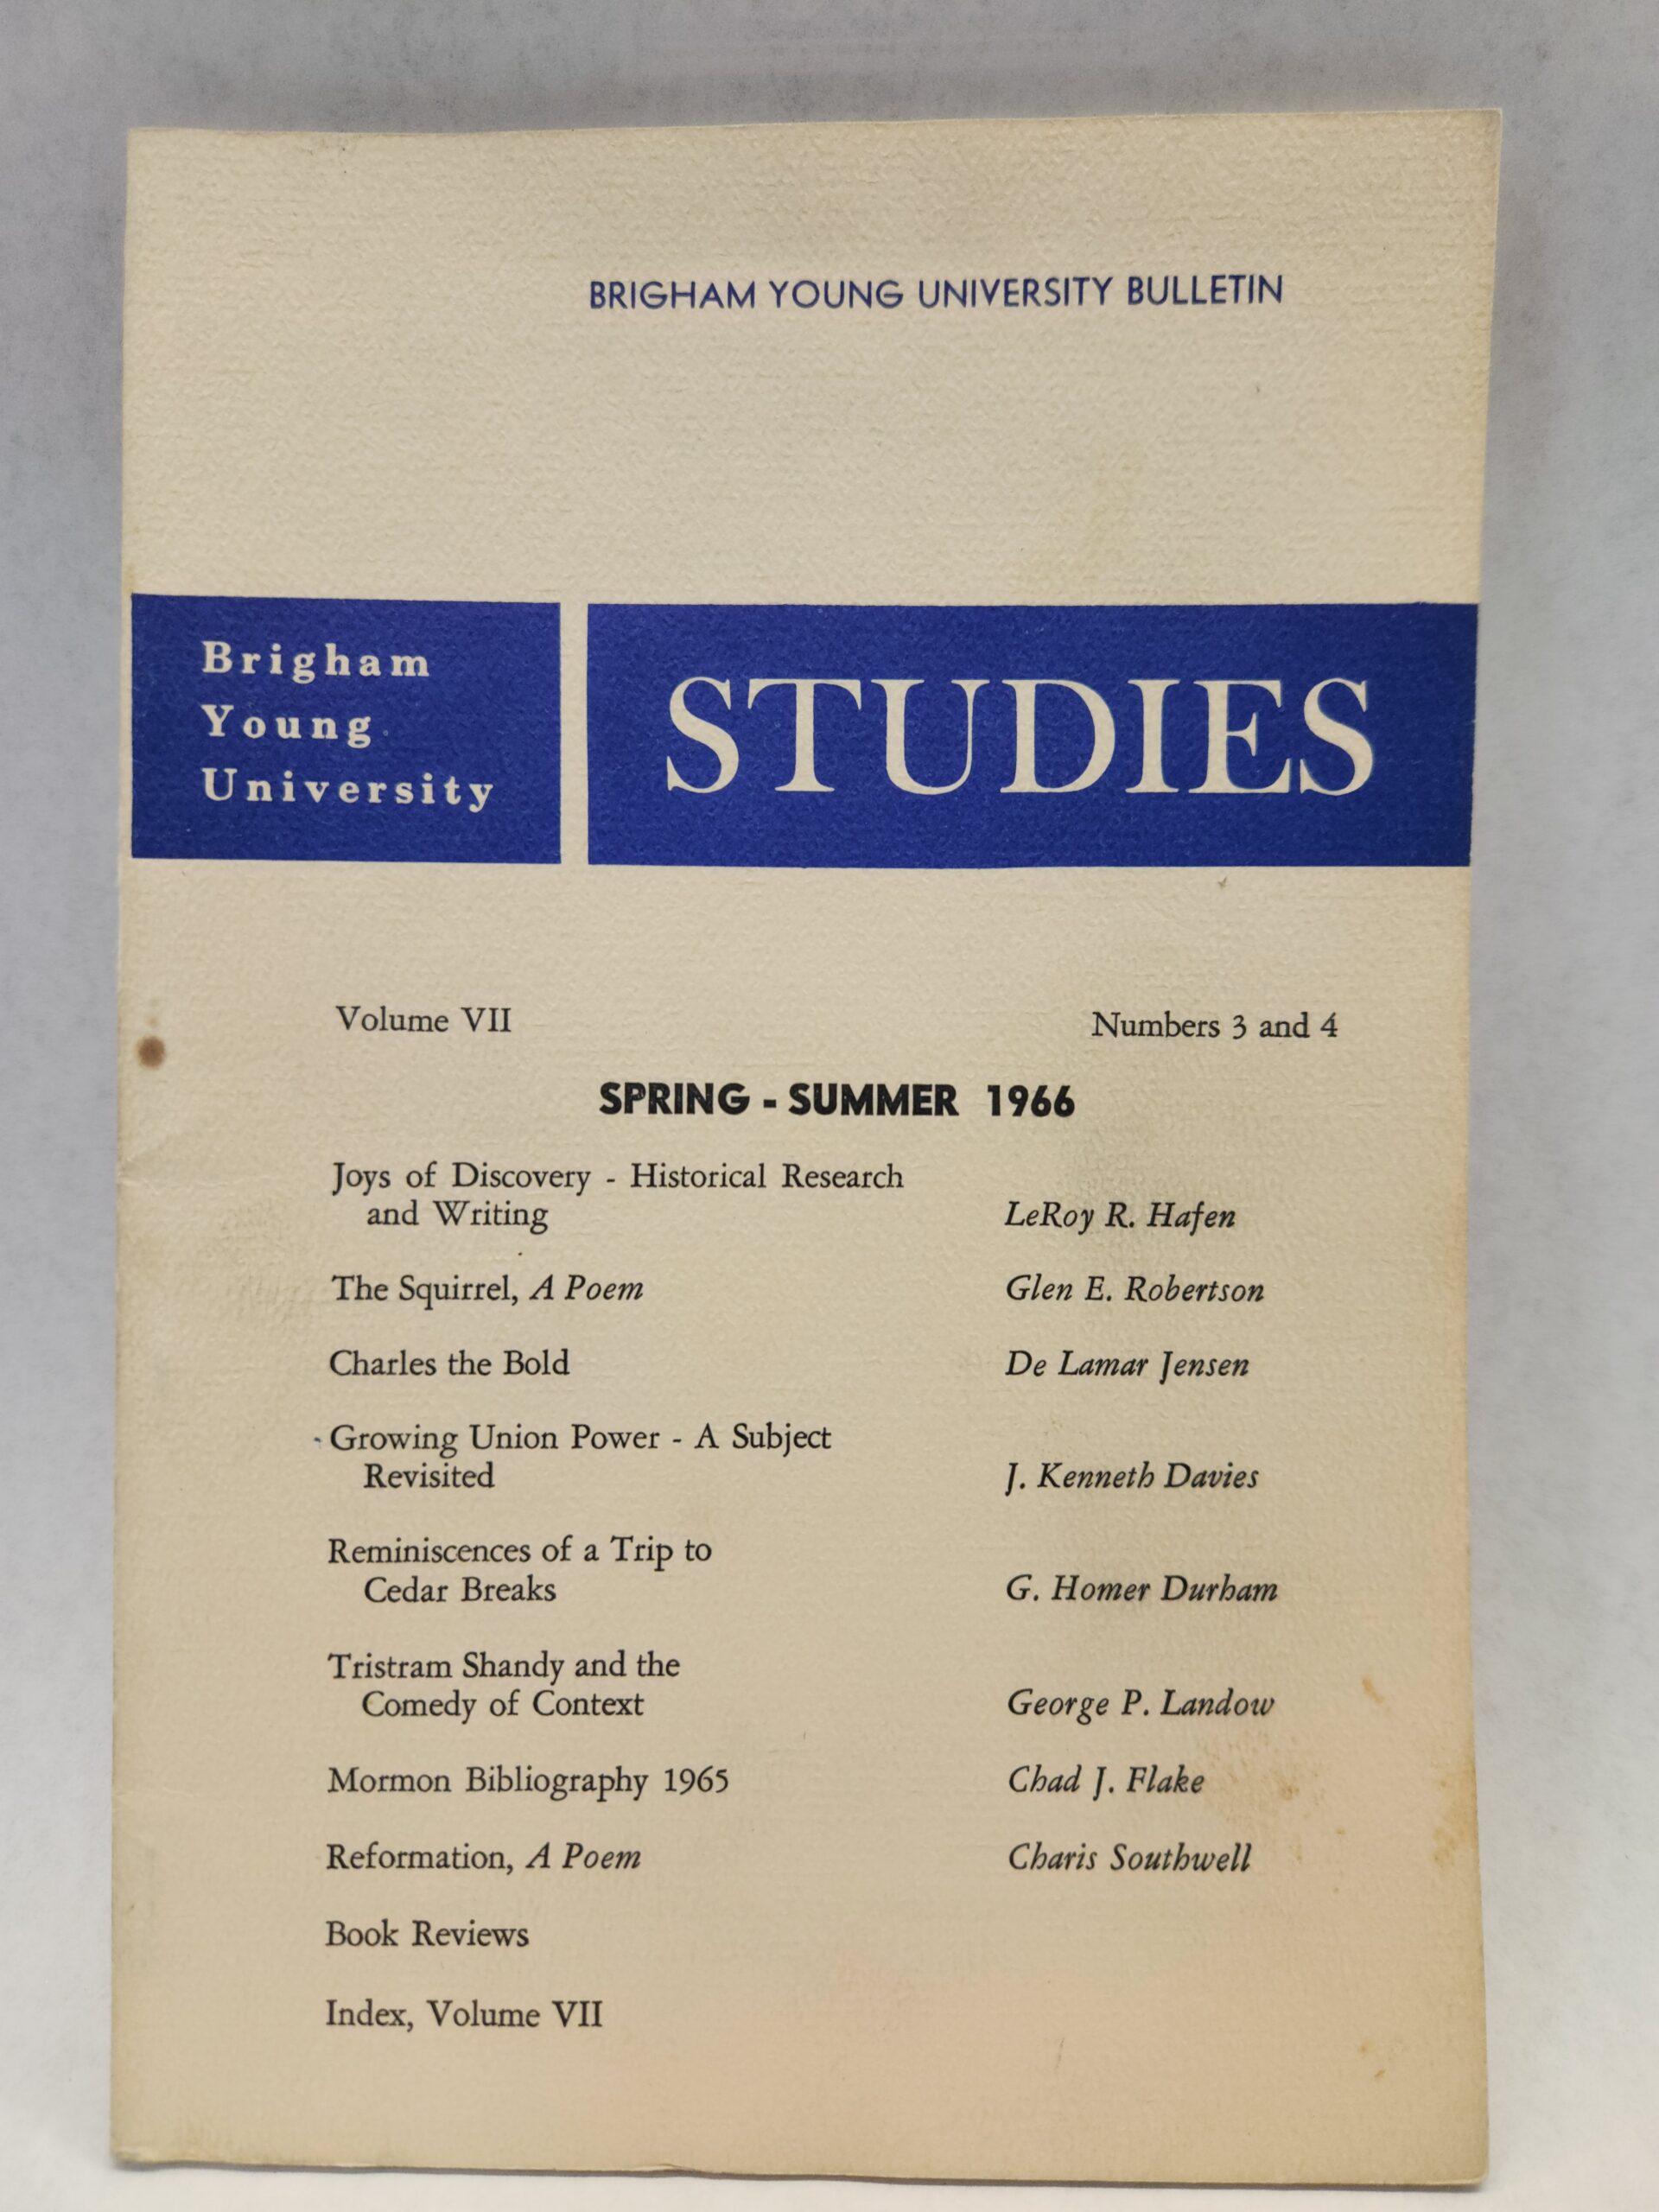 BRIGHAM YOUNG UNIVERSITY BULLETIN
Brigham
Young
University
STUDIES
Volume VII
Numbers 3 and 4
SPRING - SUMMER 1966
Joys of Discovery - Historical Research
and Writing
LeRoy R. Hafen
The Squirrel, A Poem
Glen E. Robertson
Charles the Bold
De Lamar Jensen
Growing Union Power - A Subject
Revisited
J. Kenneth Davies
Reminiscences of a Trip to
Cedar Breaks
G. Homer Durham
Tristram Shandy and the
Comedy of Context
George P. Landow
Mormon Bibliography 1965
Chad J. Flake
Reformation, A Poem
Charis Southwell
Book Reviews
Index, Volume VII